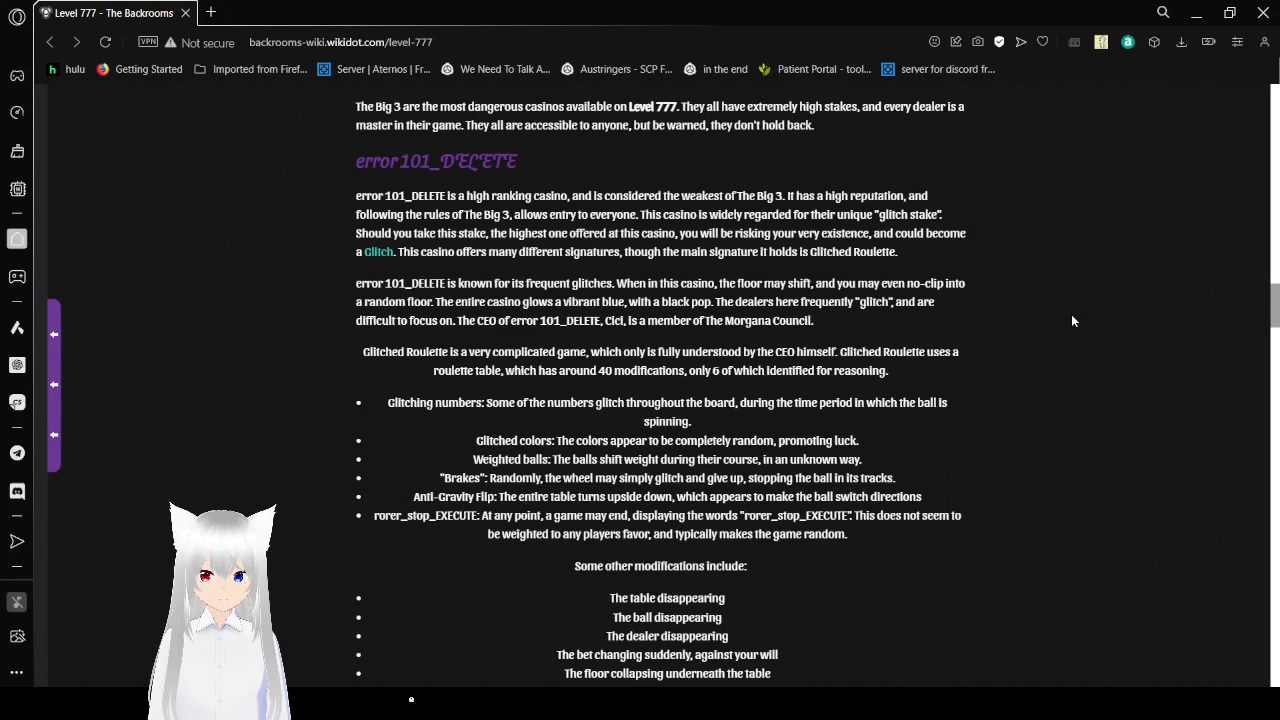 Level 777 - The Backrooms
VPN Not secure backrooms-wiki.wikidot.com/level-777
hulu Getting Started Imported from Firef... Server | Aternos | Fr... We Need To Talk A... Austringers - SCP F... in the end Patient Portal - tool... server for discord fr...
The Big 3 are the most dangerous casinos available on Level 777. They all have extremely high stakes, and every dealer is a
master in their game. They all are accessible to anyone, but be warned, they don't hold back.
error 101_DELETE
error 101_DELETE is a high ranking casino, and is considered the weakest of The Big 3. It has a high reputation, and
following the rules of The Big 3, allows entry to everyone. This casino is widely regarded for their unique "glitch stake".
Should you take this stake, the highest one offered at this casino, you will be risking your very existence, and could become
a Glitch. This casino offers many different signatures, though the main signature it holds is Glitched Roulette.
error 101_DELETE is known for its frequent glitches. When in this casino, the floor may shift, and you may even no-clip into
a random floor. The entire casino glows a vibrant blue, with a black pop. The dealers here frequently "glitch", and are
difficult to focus on. The CEO of error 101_DELETE, Cici, is a member of The Morgana Council.
Glitched Roulette is a very complicated game, which only is fully understood by the CEO himself. Glitched Roulette uses a
roulette table, which has around 40 modifications, only 6 of which identified for reasoning.
• Glitching numbers: Some of the numbers glitch throughout the board, during the time period in which the ball is
spinning.
• Glitched colors: The colors appear to be completely random, promoting luck.
• Weighted balls: The balls shift weight during their course, in an unknown way.
• "Brakes": Randomly, the wheel may simply glitch and give up, stopping the ball in its tracks.
• Anti-Gravity Flip: The entire table turns upside down, which appears to make the ball switch directions
• rorer_stop_EXECUTE: At any point, a game may end, displaying the words "rorer_stop_EXECUTE". This does not seem to
be weighted to any players favor, and typically makes the game random.
Some other modifications include:
• The table disappearing
• The ball disappearing
• The dealer disappearing
• The bet changing suddenly, against your will
• The floor collapsing underneath the table